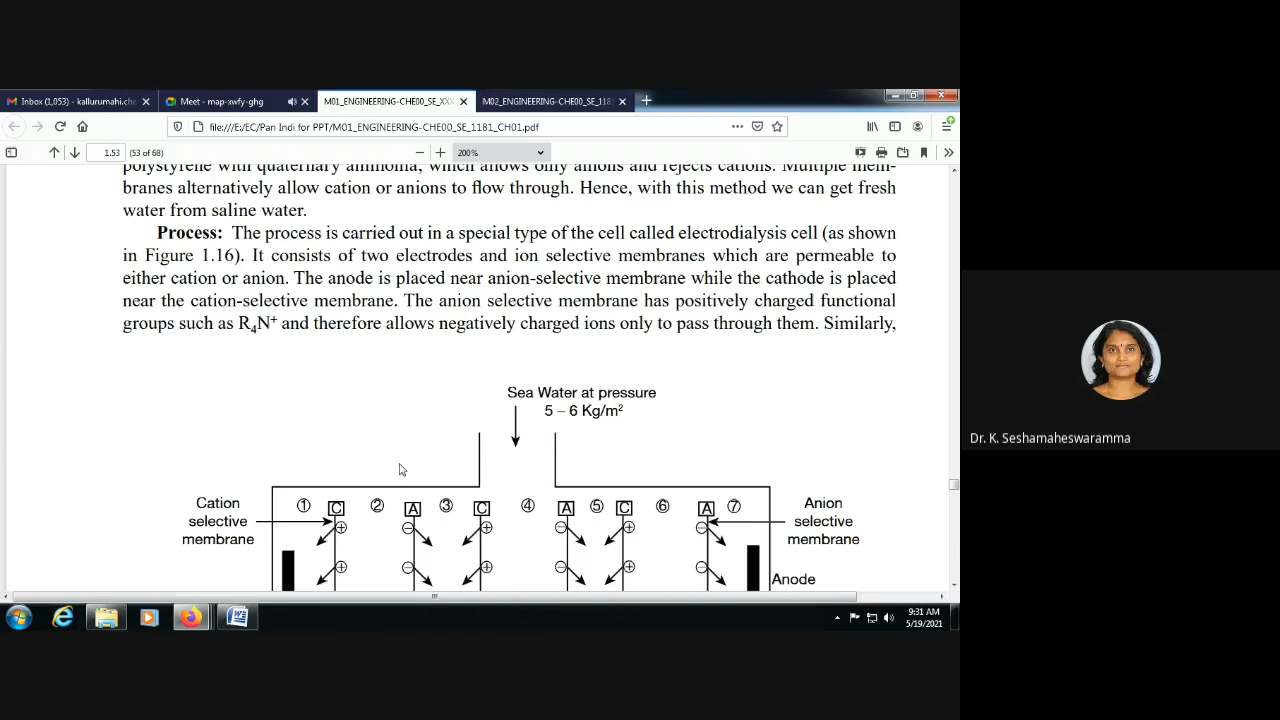 Inbox (1,053) - kallurumahi.che
Meet - map-xwfy-ghg
M01_ENGINEERING-CHE00_SE_XXX
M02_ENGINEERING-CHE00_SE_1181
file:///E:/EC/Pan Indi for PPT/M01_ENGINEERING-CHE00_SE_1181_CH01.pdf
1.53 (53 of 68)
200%
polystyrene with quaternary ammonia, which allows only anions and rejects cations. Multiple mem-
branes alternatively allow cation or anions to flow through. Hence, with this method we can get fresh
water from saline water.
Process: The process is carried out in a special type of the cell called electrodialysis cell (as shown
in Figure 1.16). It consists of two electrodes and ion selective membranes which are permeable to
either cation or anion. The anode is placed near anion-selective membrane while the cathode is placed
near the cation-selective membrane. The anion selective membrane has positively charged functional
groups such as R₄N⁺ and therefore allows negatively charged ions only to pass through them. Similarly,
Sea Water at pressure
5 – 6 Kg/m²
① C ② A ③ C ④ A ⑤ C ⑥ A ⑦
Cation
selective
membrane
Anion
selective
membrane
Anode
9:31 AM
5/19/2021
Dr. K. Seshamaheswaramma